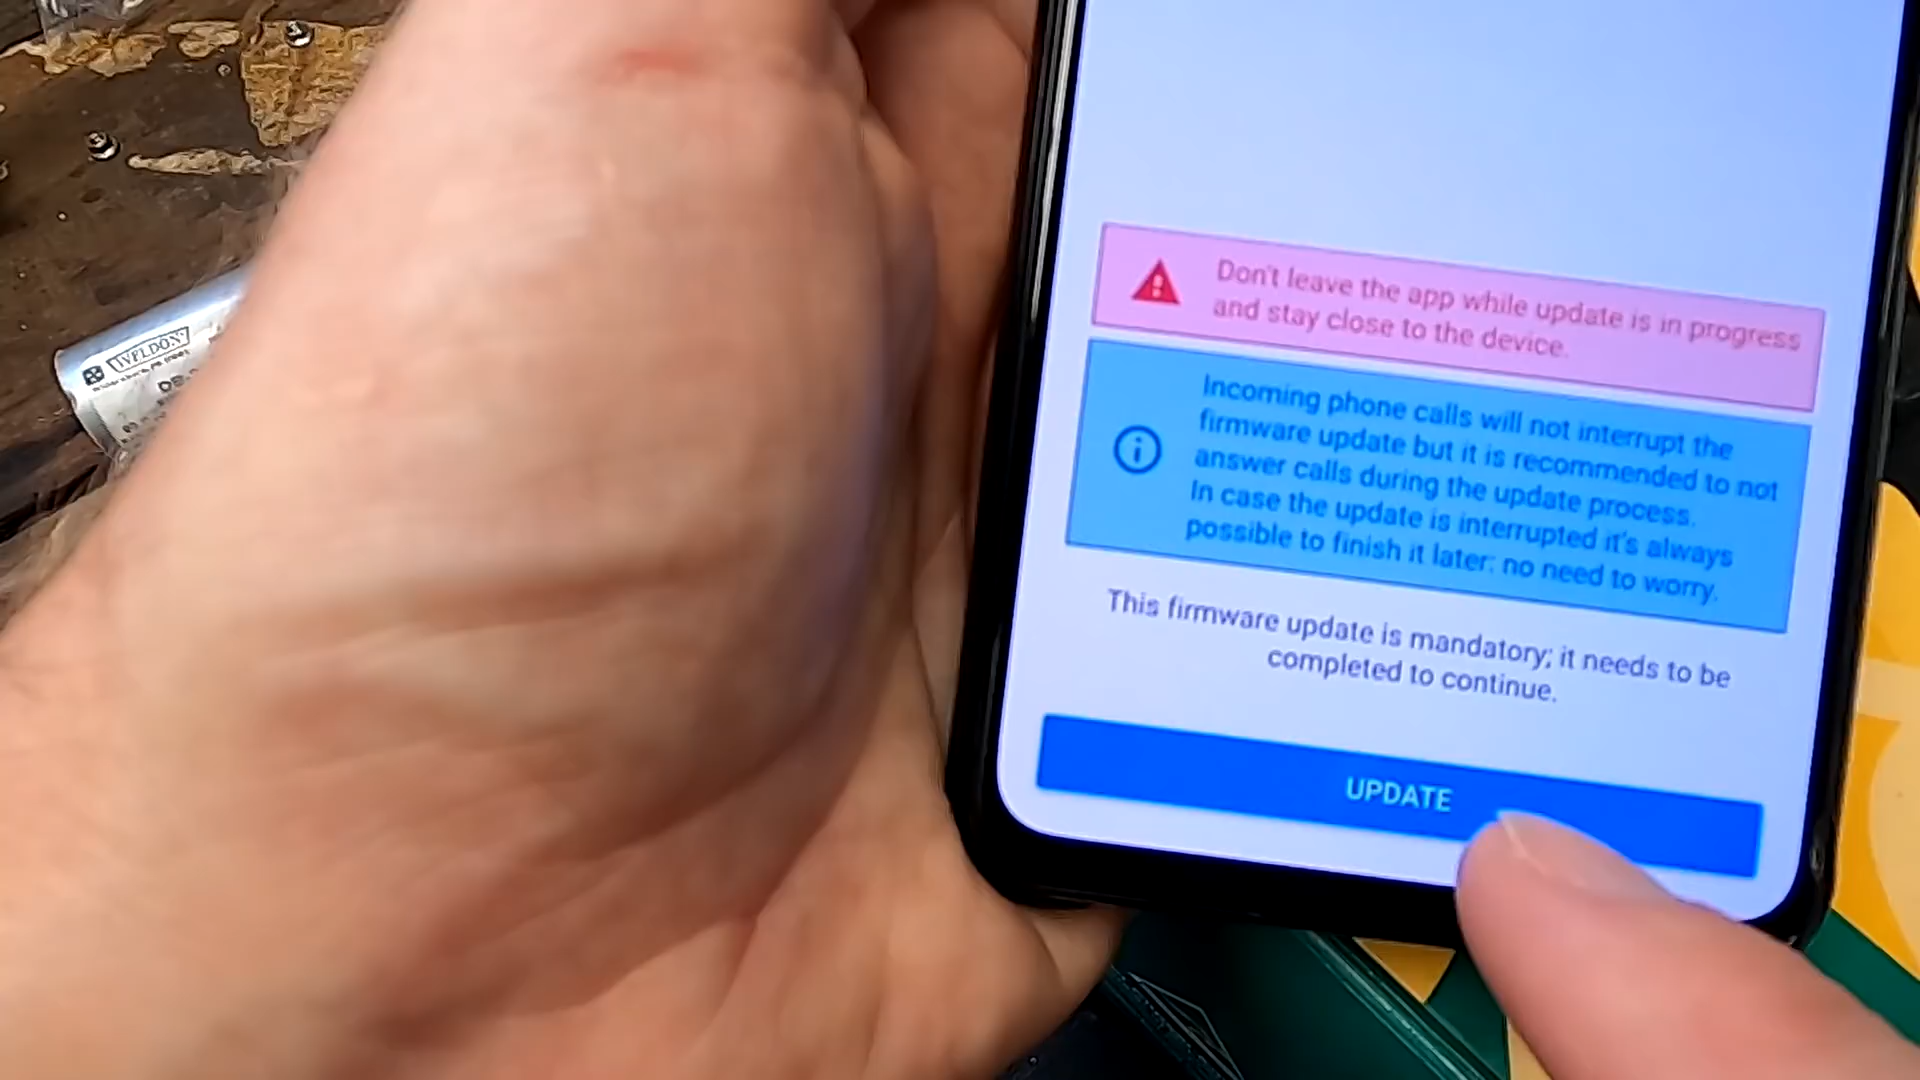 WELDON
Don't leave the app while update is in progress
and stay close to the device.
Incoming phone calls will not interrupt the
firmware update but it is recommended to not
answer calls during the update process.
In case the update is interrupted it's always
possible to finish it later: no need to worry.
This firmware update is mandatory; it needs to be
completed to continue.
UPDATE